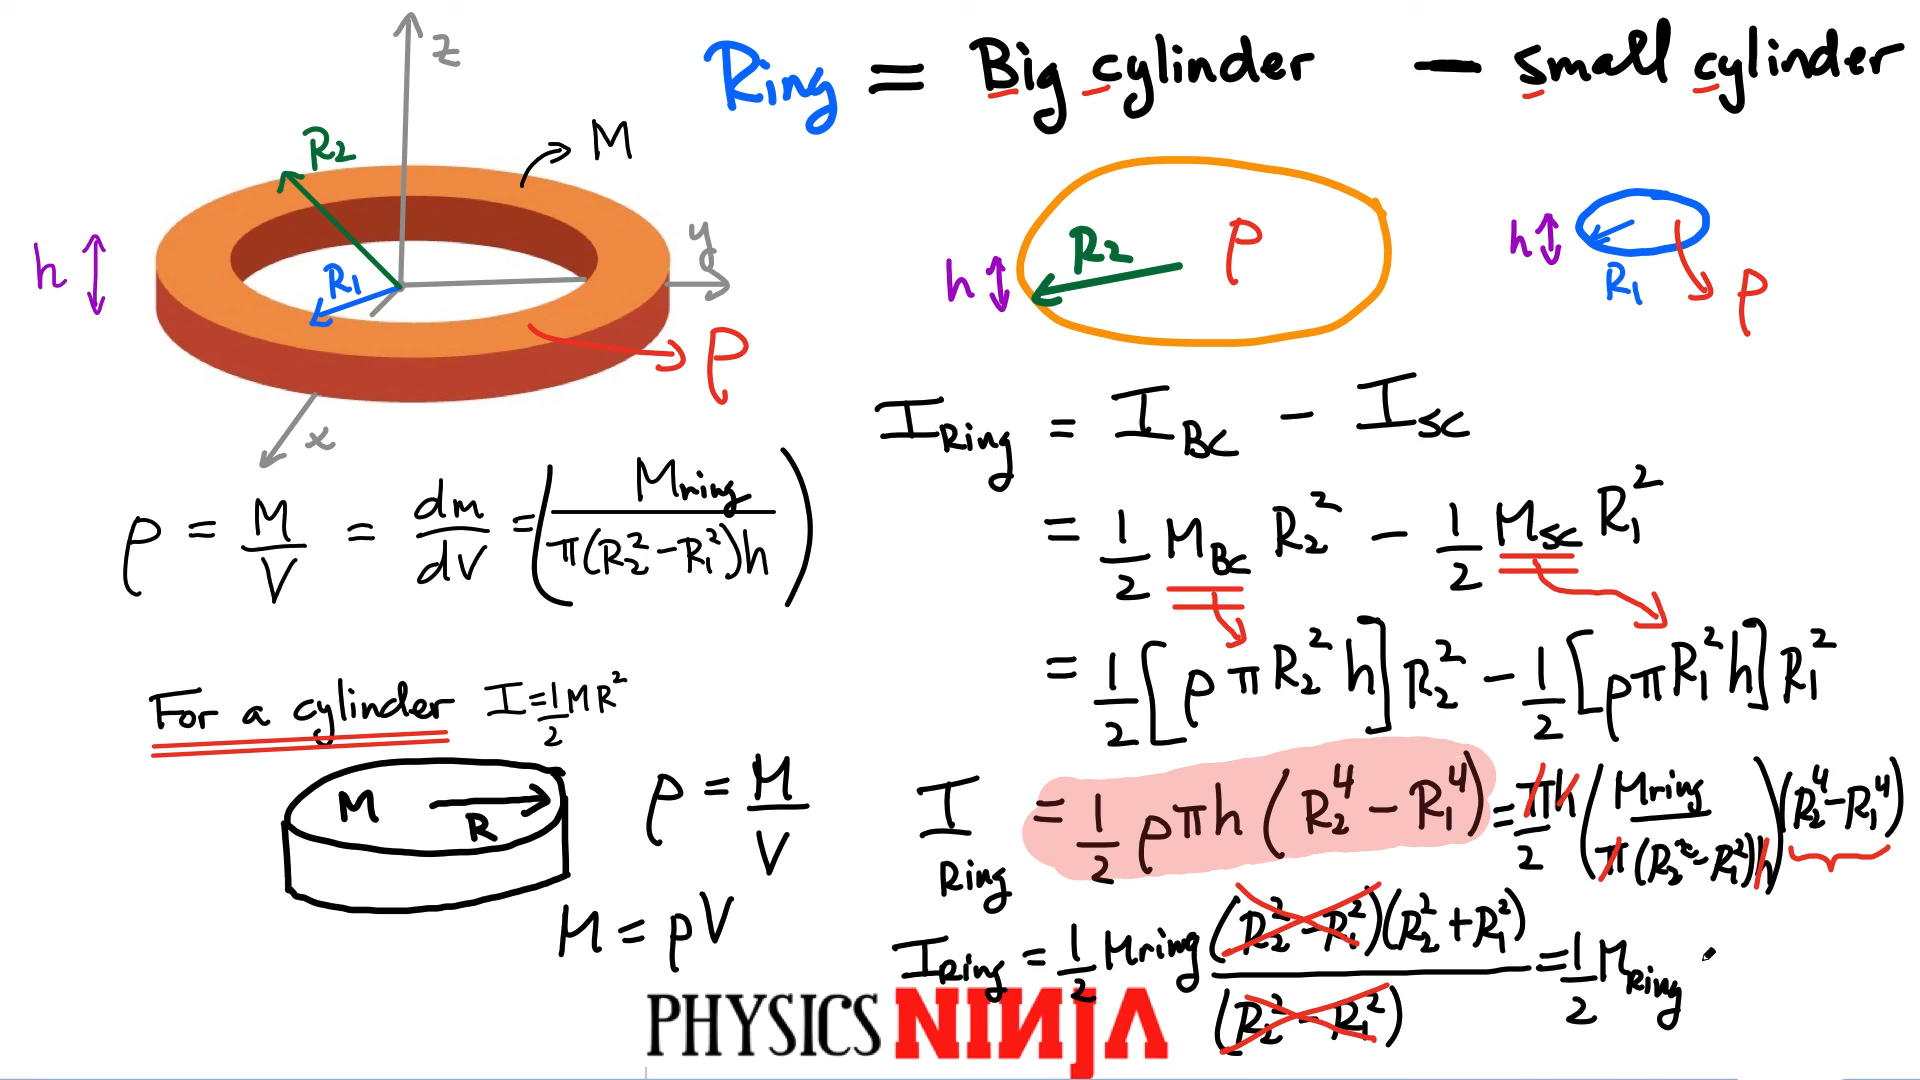 Ring = Big cylinder − small cylinder
z
R2
M
h
R1
y
ρ
x
h
R2
ρ
h
R1
ρ
I_Ring = I_BC − I_SC
= 1/2 M_BC R₂² − 1/2 M_SC R₁²
= 1/2 [ρπR₂²h] R₂² − 1/2 [ρπR₁²h] R₁²
I_Ring = 1/2 ρπh (R₂⁴ − R₁⁴) = πh/2 (Mring / π(R₂² − R₁²)h) (R₂⁴ − R₁⁴)
I_Ring = 1/2 Mring (R₂² − R₁²)(R₂² + R₁²) / (R₂² − R₁²) = 1/2 M_Ring
ρ = M/V = dm/dV = (Mring / π(R₂² − R₁²)h)
For a cylinder I = 1/2 MR²
M
R
ρ = M/V
M = ρV
PHYSICS NINJA